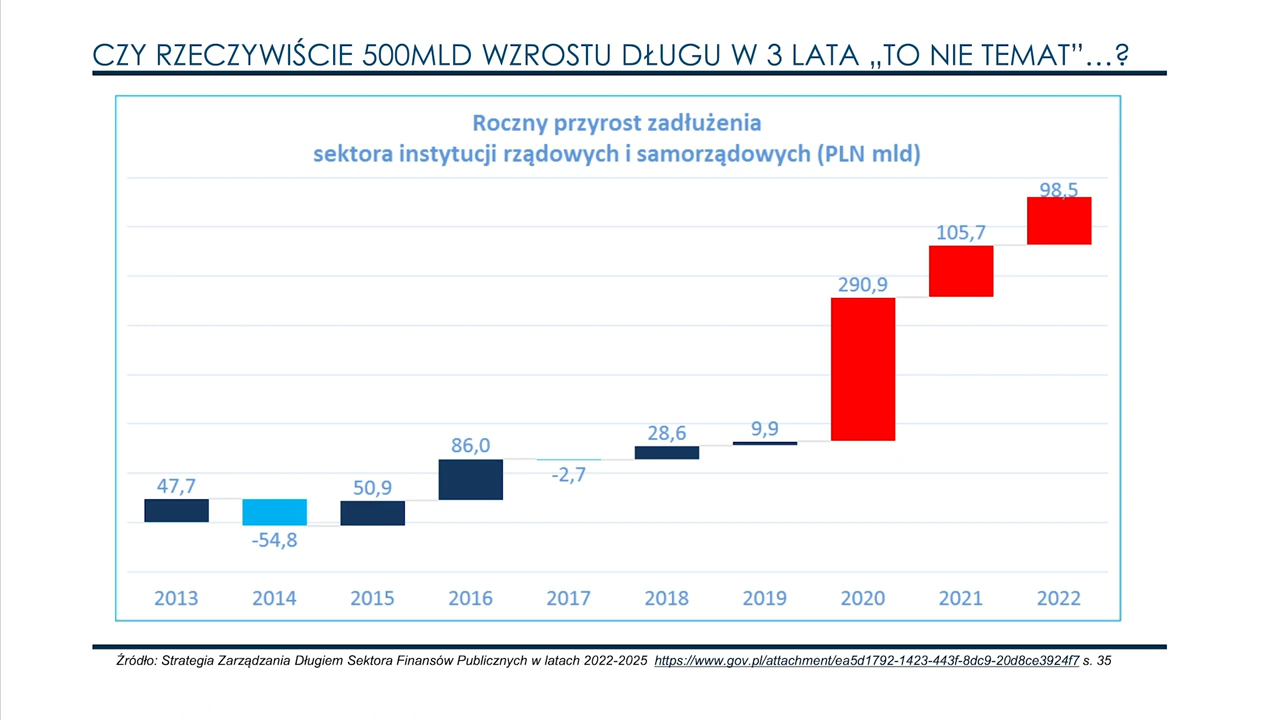 CZY RZECZYWIŚCIE 500MLD WZROSTU DŁUGU W 3 LATA „TO NIE TEMAT”…?
Roczny przyrost zadłużenia
sektora instytucji rządowych i samorządowych (PLN mld)
98,5
105,7
290,9
9,9
28,6
86,0
-2,7
47,7
50,9
-54,8
2013 2014 2015 2016 2017 2018 2019 2020 2021 2022
Źródło: Strategia Zarządzania Długiem Sektora Finansów Publicznych w latach 2022-2025 https://www.gov.pl/attachment/ea5d1792-1423-443f-8dc9-20d8ce3924f7 s. 35